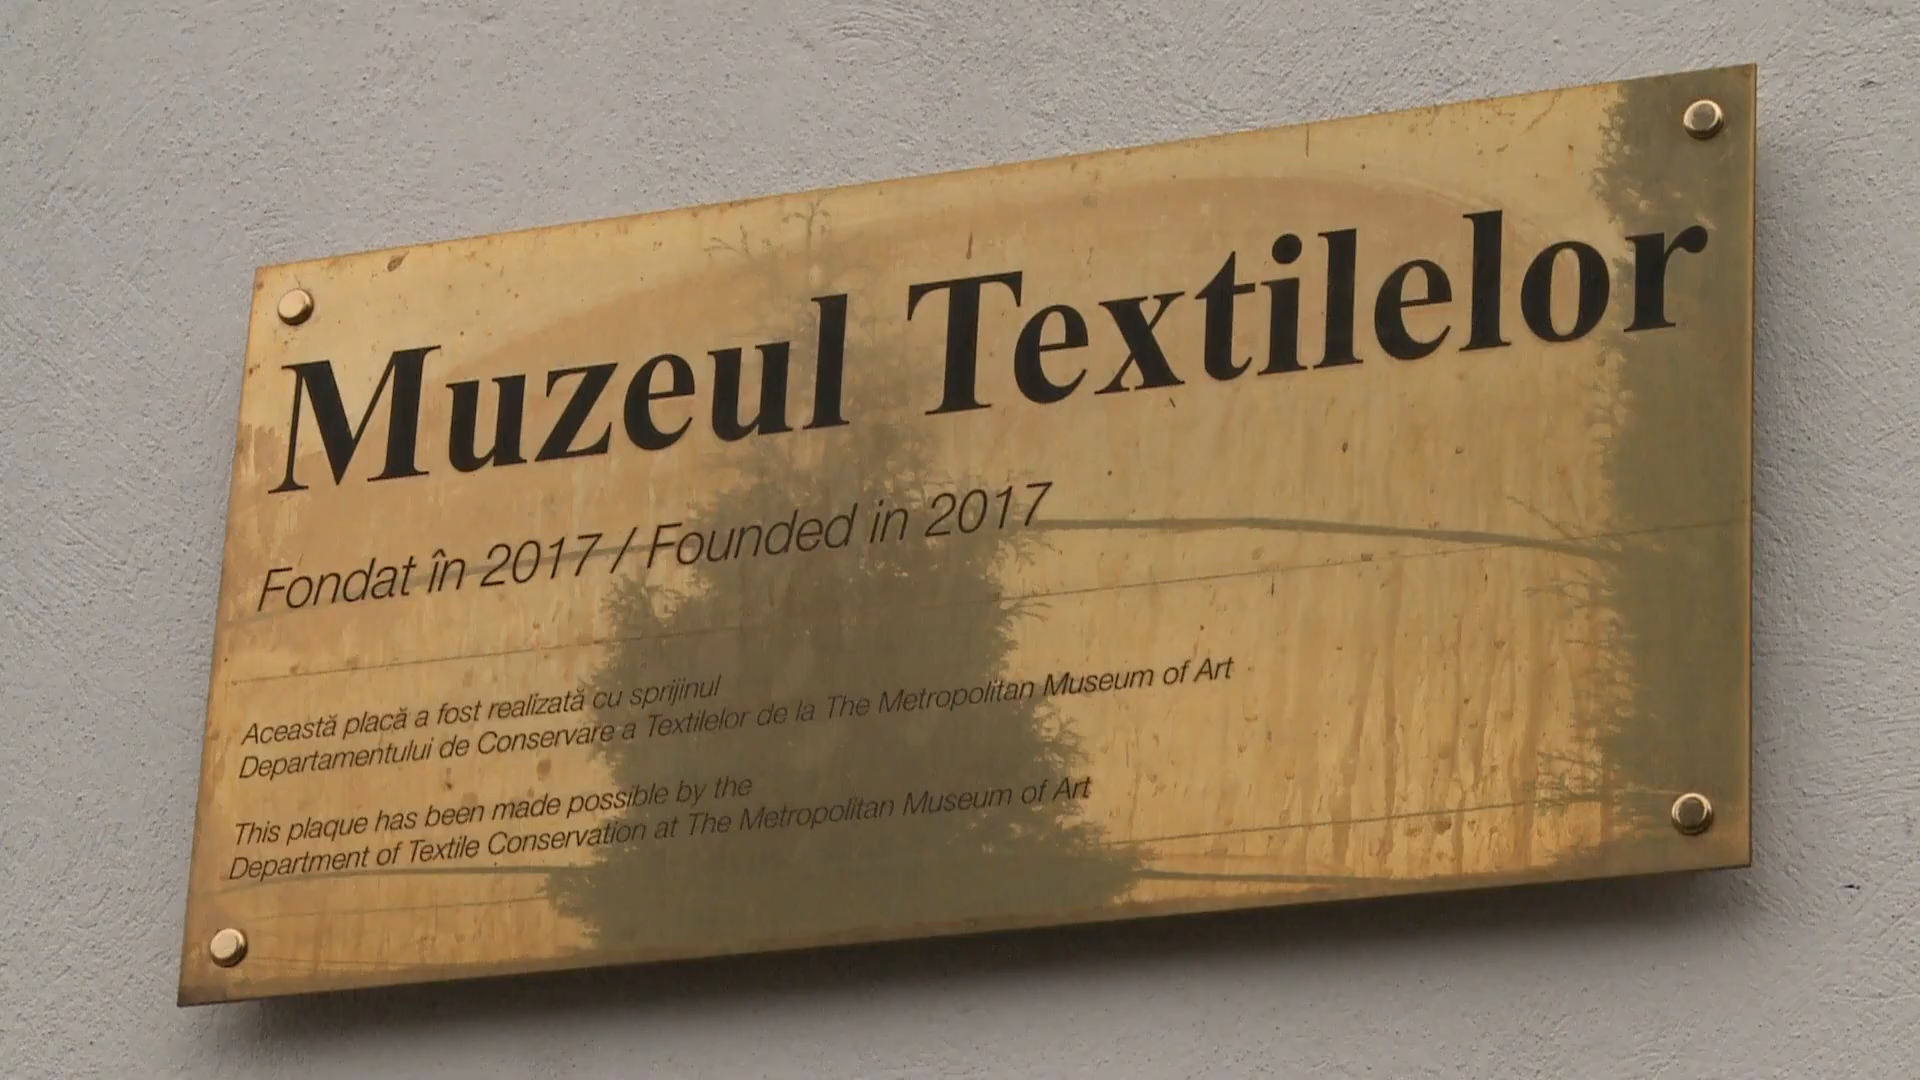 Muzeul Textilelor
Fondat în 2017 / Founded in 2017
Această placă a fost realizată cu sprijinul
Departamentului de Conservare a Textilelor de la The Metropolitan Museum of Art
This plaque has been made possible by the
Department of Textile Conservation at The Metropolitan Museum of Art